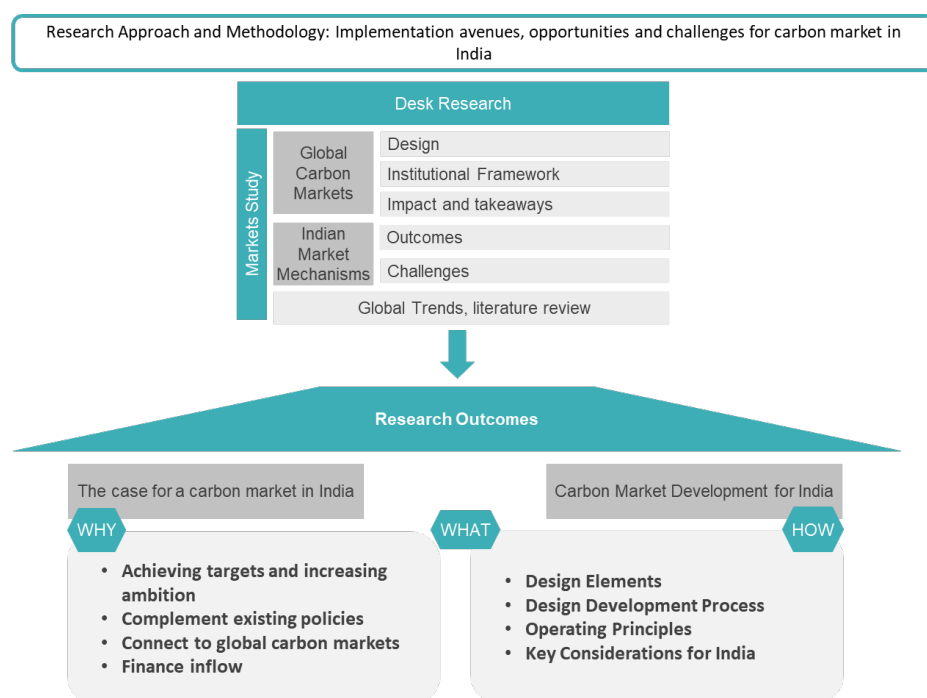 Research Approach and Methodology: Implementation avenues, opportunities and challenges for carbon market in
India
Desk Research
Markets Study
Global
Carbon
Markets
Design
Institutional Framework
Impact and takeaways
Indian
Market
Mechanisms
Outcomes
Challenges
Global Trends, literature review
Research Outcomes
The case for a carbon market in India
Carbon Market Development for India
WHY
WHAT
HOW
• Achieving targets and increasing
ambition
• Complement existing policies
• Connect to global carbon markets
• Finance inflow
• Design Elements
• Design Development Process
• Operating Principles
• Key Considerations for India